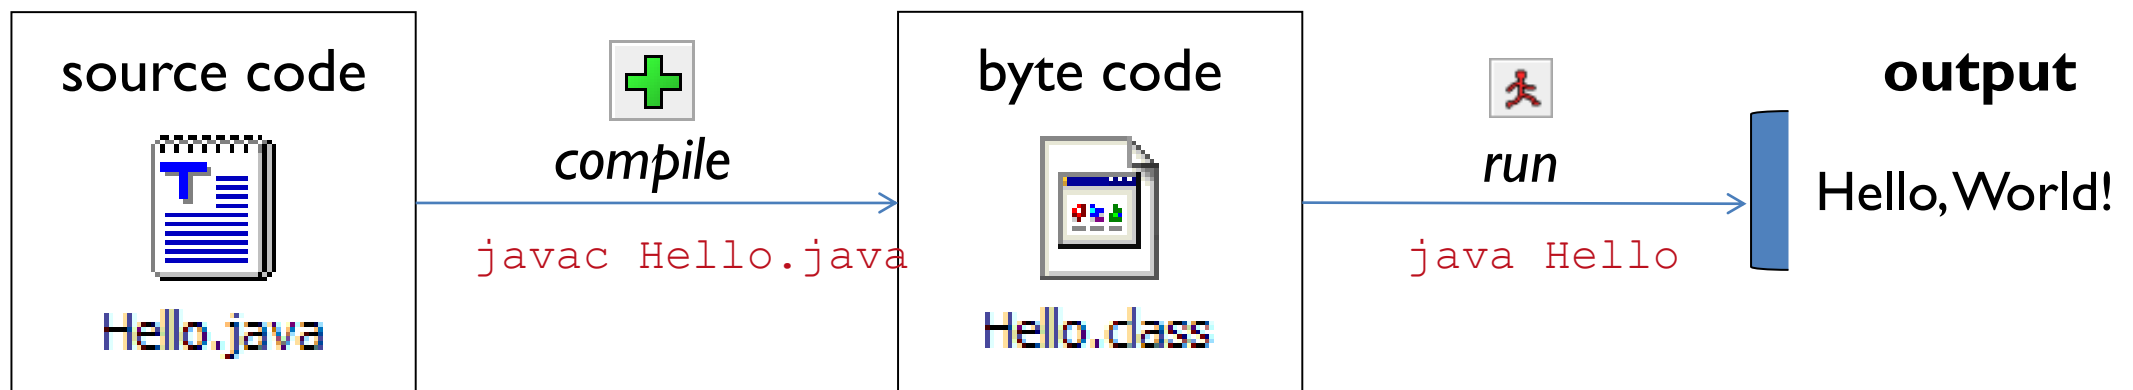 source code
Hello.java
compile
javac Hello.java
byte code
Hello.class
run
java Hello
output
Hello, World!